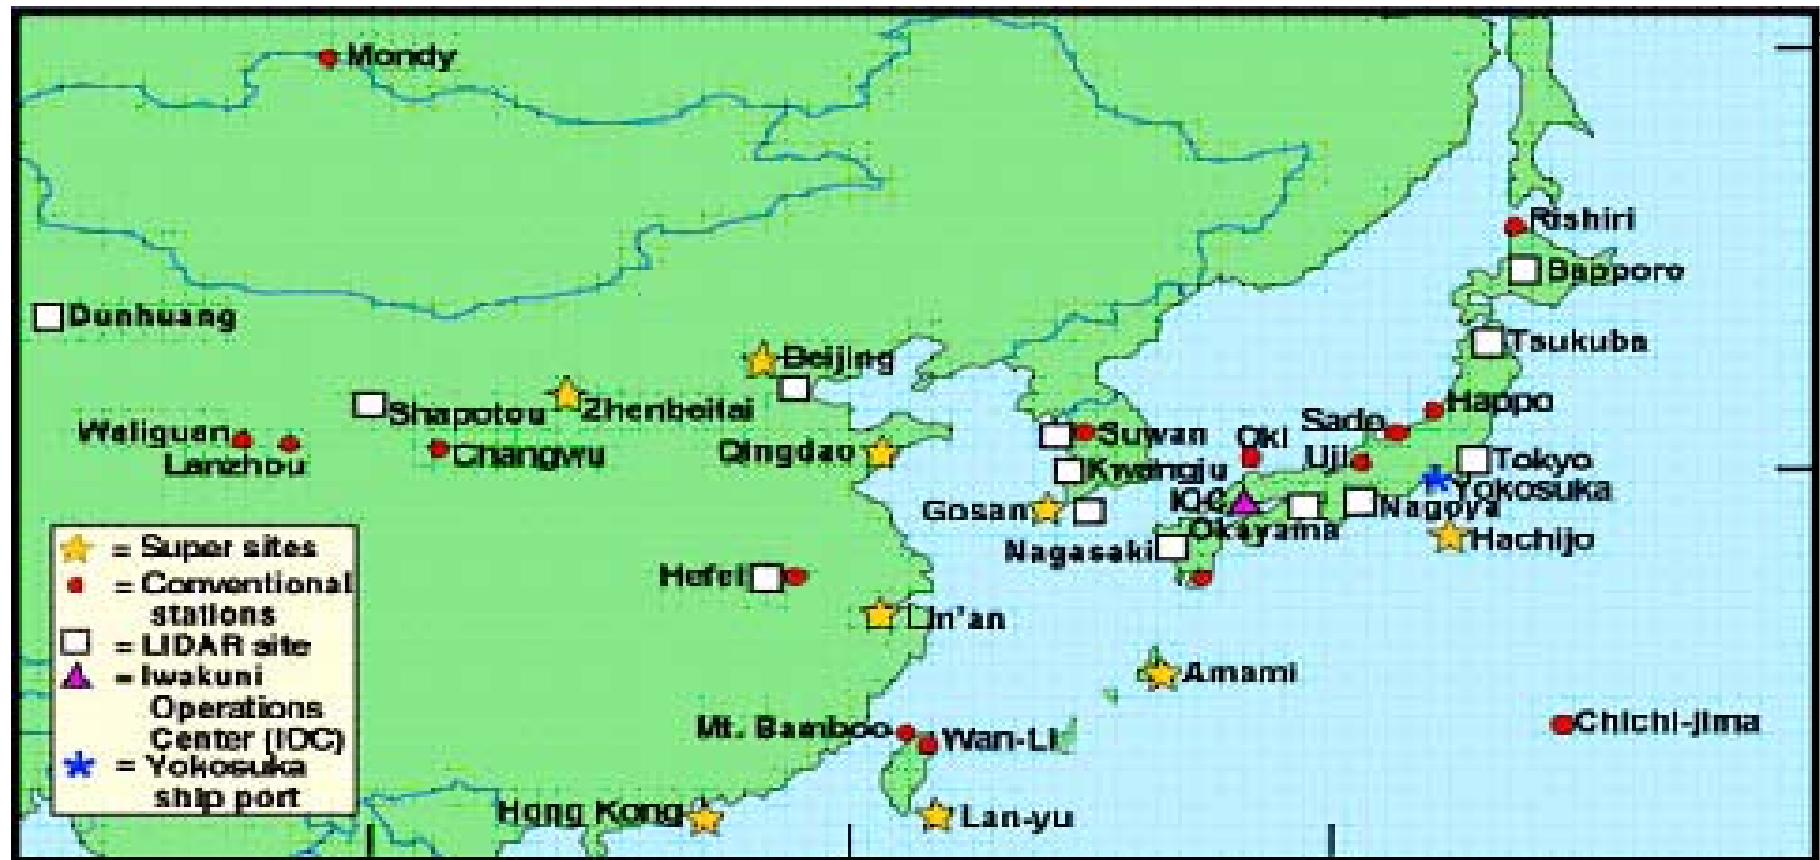 Mondy
Rishiri
Sapporo
Dunhuang
Tsukuba
Beijing
Shapotou
Zhenbeitai
Happo
Sado
Waliguan
Lanzhou
Changwu
Qingdao
Suwan
Oki
Uji
Tokyo
Kwangju
Yokosuka
IOC
Nagoya
Gosan
Okayama
Hachijo
Nagasaki
Hefei
Lin'an
Amami
Mt. Bamboo
Wan-Li
Chichi-jima
Hong Kong
Lan-yu
= Super sites
= Conventional
stations
= LIDAR site
= Iwakuni
Operations
Center (IOC)
= Yokosuka
ship port